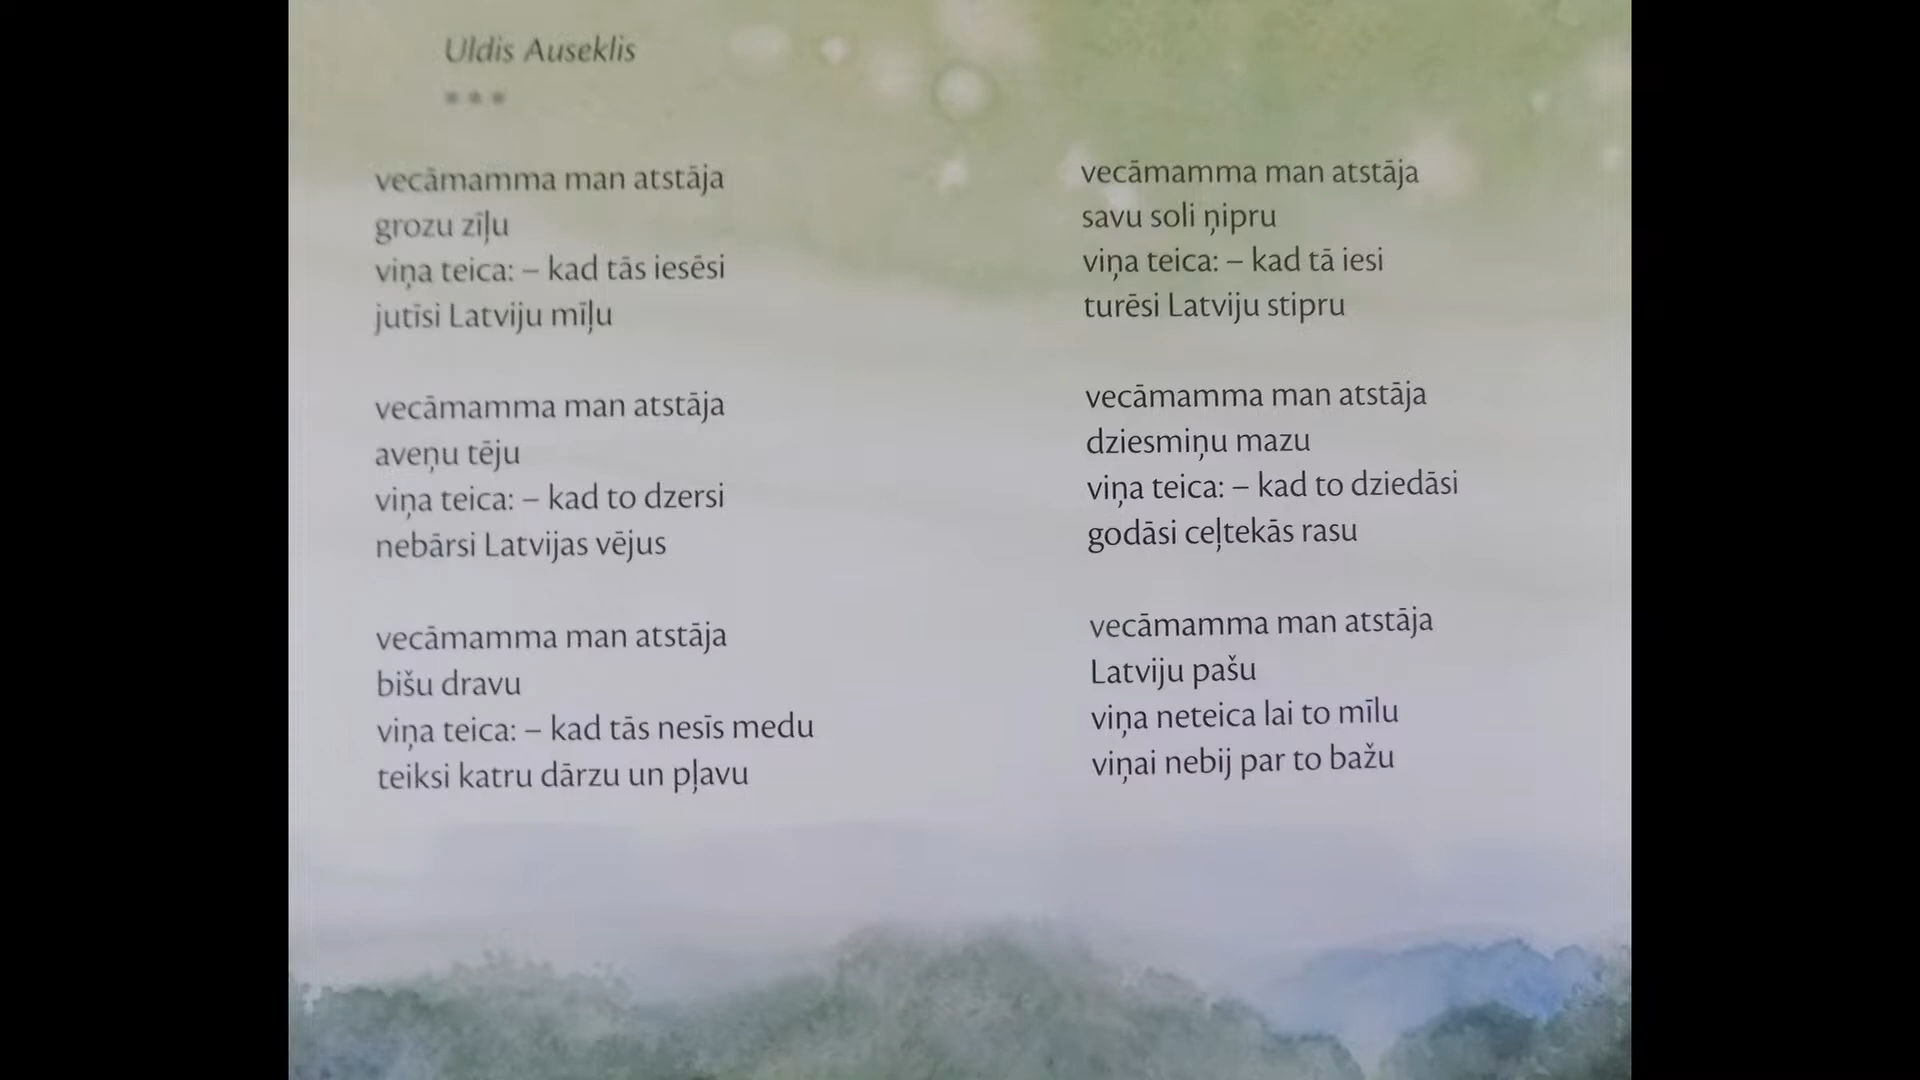 Uldis Auseklis
* * *
vecāmamma man atstāja
grozu zīļu
viņa teica: – kad tās iesēsi
jutīsi Latviju mīļu
vecāmamma man atstāja
aveņu tēju
viņa teica: – kad to dzersi
nebārsi Latvijas vējus
vecāmamma man atstāja
bišu dravu
viņa teica: – kad tās nesīs medu
teiksi katru dārzu un pļavu
vecāmamma man atstāja
savu soli ņipru
viņa teica: – kad tā iesi
turēsi Latviju stipru
vecāmamma man atstāja
dziesmiņu mazu
viņa teica: – kad to dziedāsi
godāsi ceļtekās rasu
vecāmamma man atstāja
Latviju pašu
viņa neteica lai to mīlu
viņai nebij par to bažu